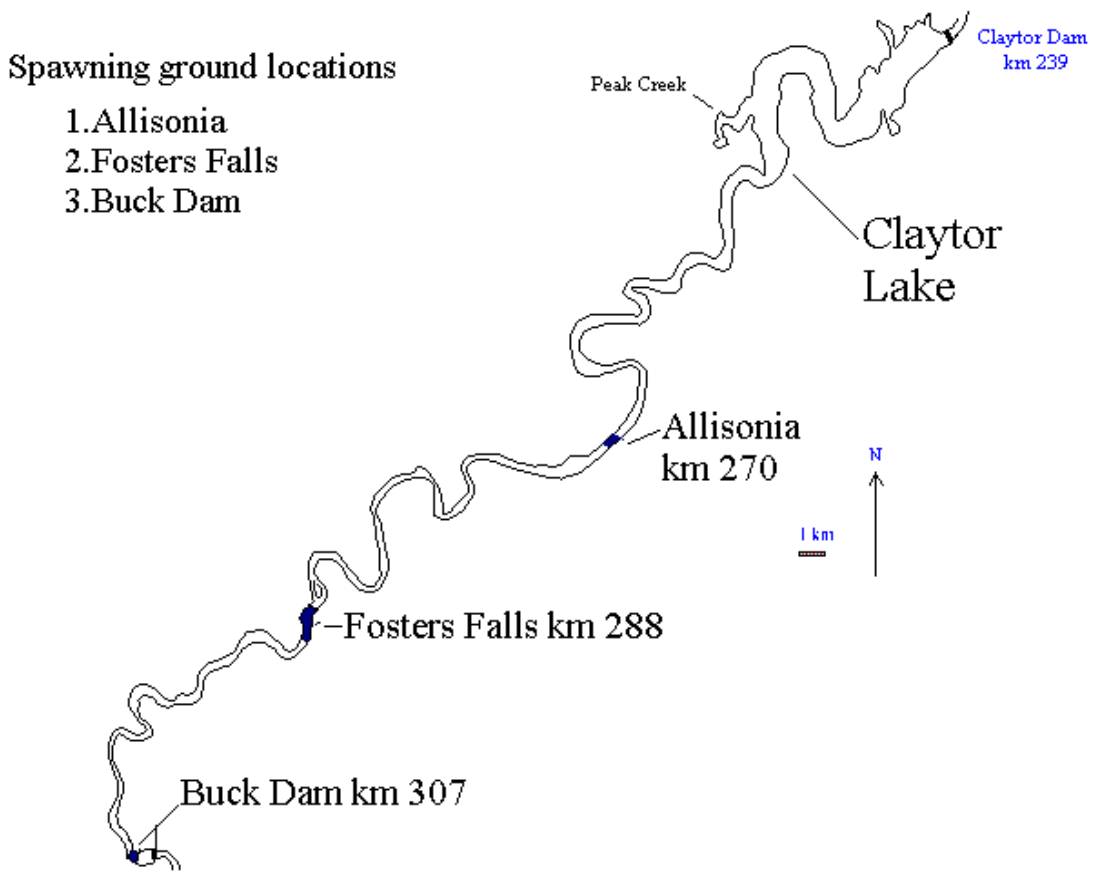 Spawning ground locations
1.Allisonia
2.Fosters Falls
3.Buck Dam
Claytor Dam
km 239
Peak Creek
Claytor
Lake
Allisonia
km 270
N
1 km
Fosters Falls km 288
Buck Dam km 307